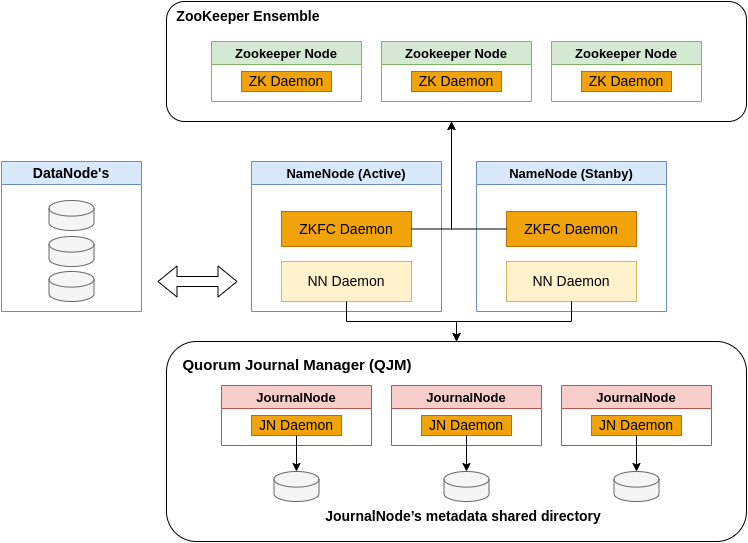 ZooKeeper Ensemble
Zookeeper Node
Zookeeper Node
Zookeeper Node
ZK Daemon
ZK Daemon
ZK Daemon
DataNode's
NameNode (Active)
NameNode (Stanby)
ZKFC Daemon
ZKFC Daemon
NN Daemon
NN Daemon
Quorum Journal Manager (QJM)
JournalNode
JournalNode
JournalNode
JN Daemon
JN Daemon
JN Daemon
JournalNode’s metadata shared directory